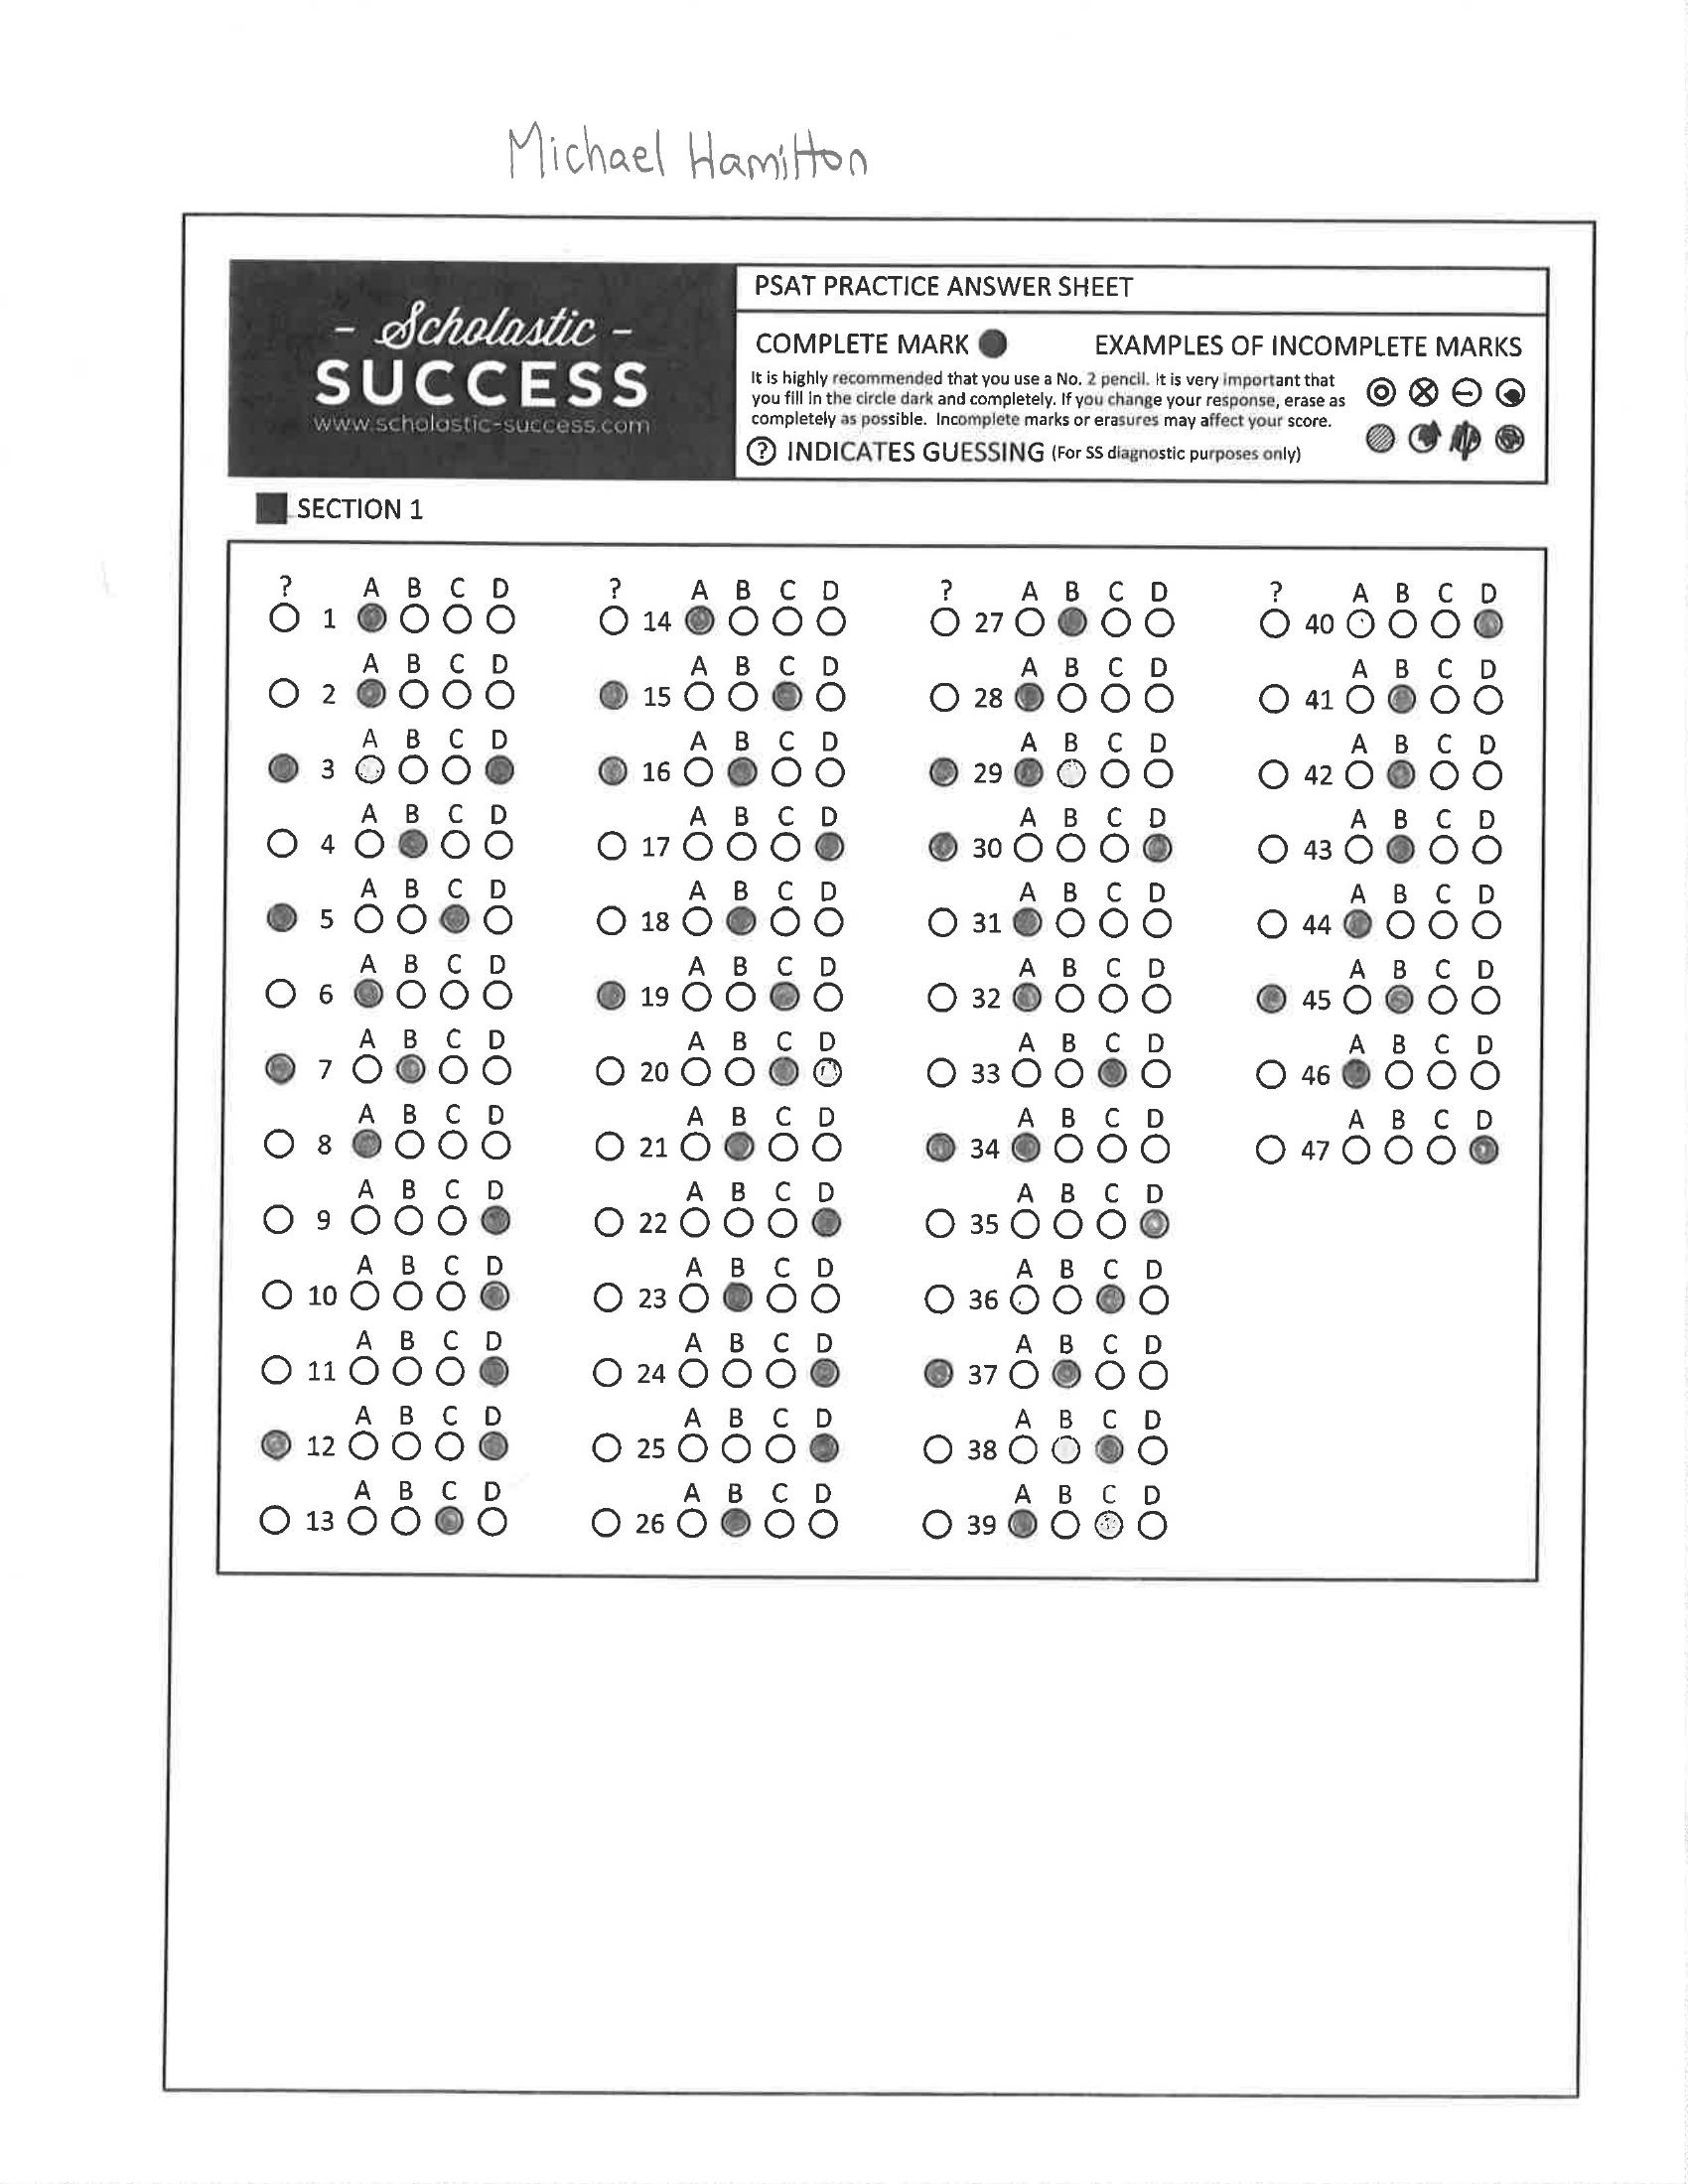 Michael Hamilton
- Scholastic -
SUCCESS
www.scholastic-success.com
PSAT PRACTICE ANSWER SHEET
COMPLETE MARK
EXAMPLES OF INCOMPLETE MARKS
It is highly recommended that you use a No. 2 pencil. It is very important that
you fill in the circle dark and completely. If you change your response, erase as
completely as possible. Incomplete marks or erasures may affect your score.
? INDICATES GUESSING (For SS diagnostic purposes only)
SECTION 1
? A B C D
1
A B C D
2
A B C D
3
A B C D
4
A B C D
5
A B C D
6
A B C D
7
A B C D
8
A B C D
9
A B C D
10
A B C D
11
A B C D
12
A B C D
13
? A B C D
14
A B C D
15
A B C D
16
A B C D
17
A B C D
18
A B C D
19
A B C D
20
A B C D
21
A B C D
22
A B C D
23
A B C D
24
A B C D
25
A B C D
26
? A B C D
27
A B C D
28
A B C D
29
A B C D
30
A B C D
31
A B C D
32
A B C D
33
A B C D
34
A B C D
35
A B C D
36
A B C D
37
A B C D
38
A B C D
39
? A B C D
40
A B C D
41
A B C D
42
A B C D
43
A B C D
44
A B C D
45
A B C D
46
A B C D
47